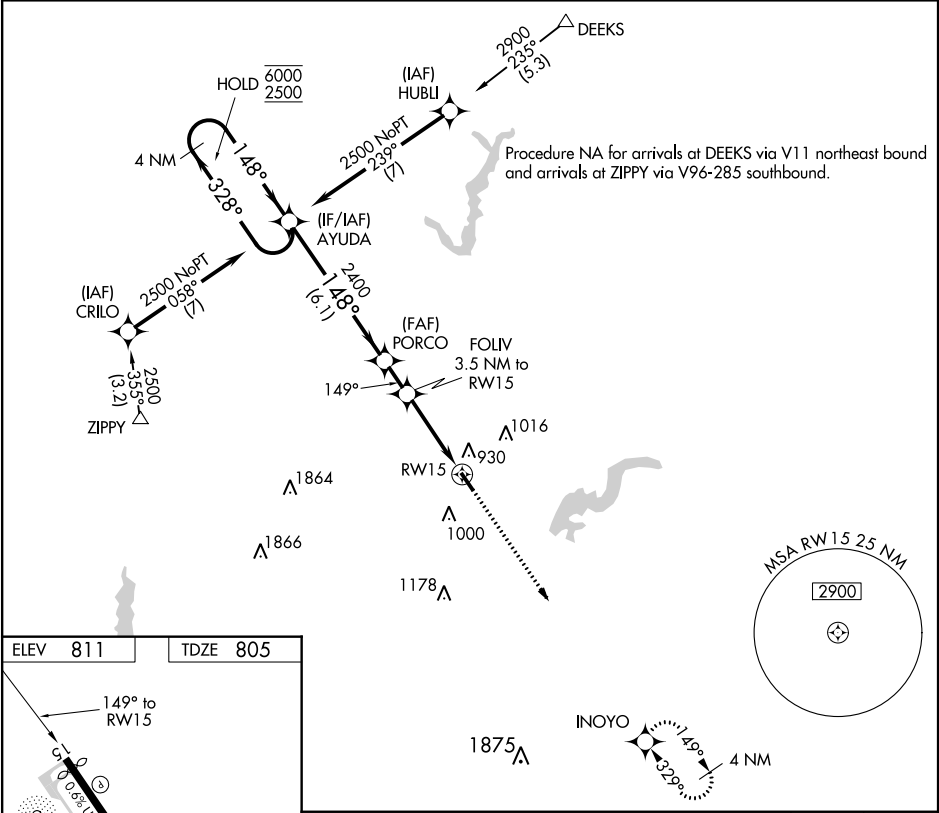 DEEKS
2900
235°
(5.3)
(IAF)
HUBLI
HOLD 6000
2500
2500 NoPT
239°
(7)
Procedure NA for arrivals at DEEKS via V11 northeast bound
and arrivals at ZIPPY via V96-285 southbound.
4 NM
148°
328°
(IF/IAF)
AYUDA
2500 NoPT
058°
(7)
(IAF)
CRILO
2400
148°
(6.1)
(FAF)
PORCO
FOLIV
3.5 NM to
RW15
149°
2500
355°
(3.2)
ZIPPY
1016
930
RW15
1864
1000
1866
1178
MSA RW15 25 NM
2900
ELEV 811
TDZE 805
149° to
RW15
15
P
0.6%
INOYO
149°
329°
4 NM
1875